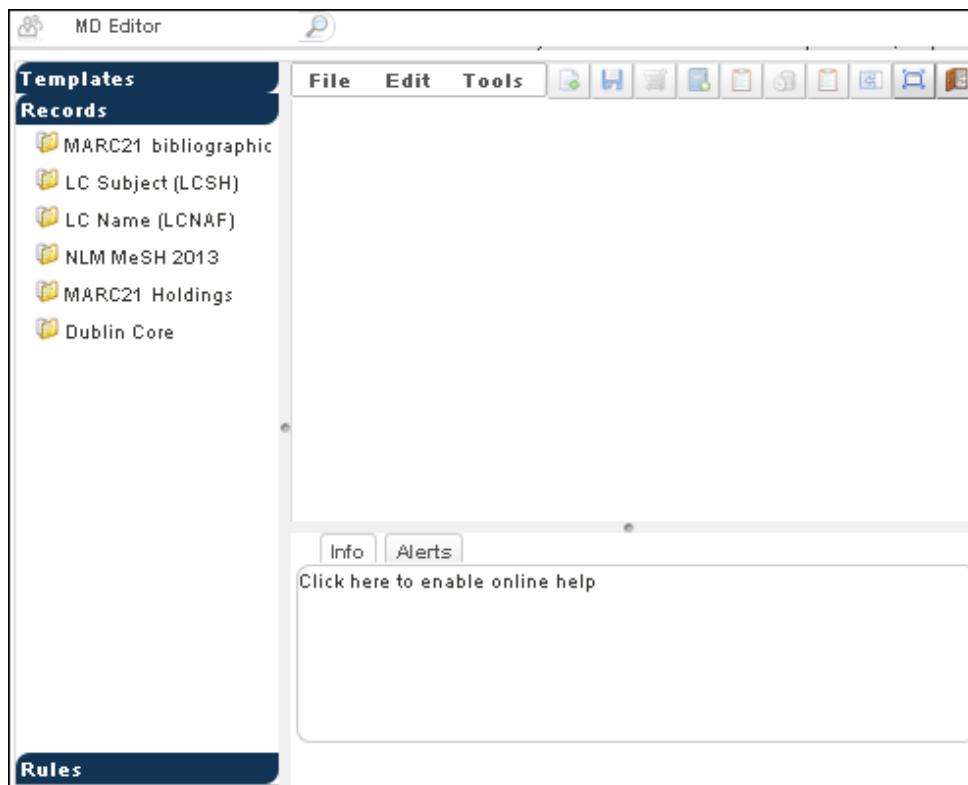 MD Editor
Templates
Records
MARC21 bibliographic
LC Subject (LCSH)
LC Name (LCNAF)
NLM MeSH 2013
MARC21 Holdings
Dublin Core
Rules
File Edit Tools
Info Alerts
Click here to enable online help